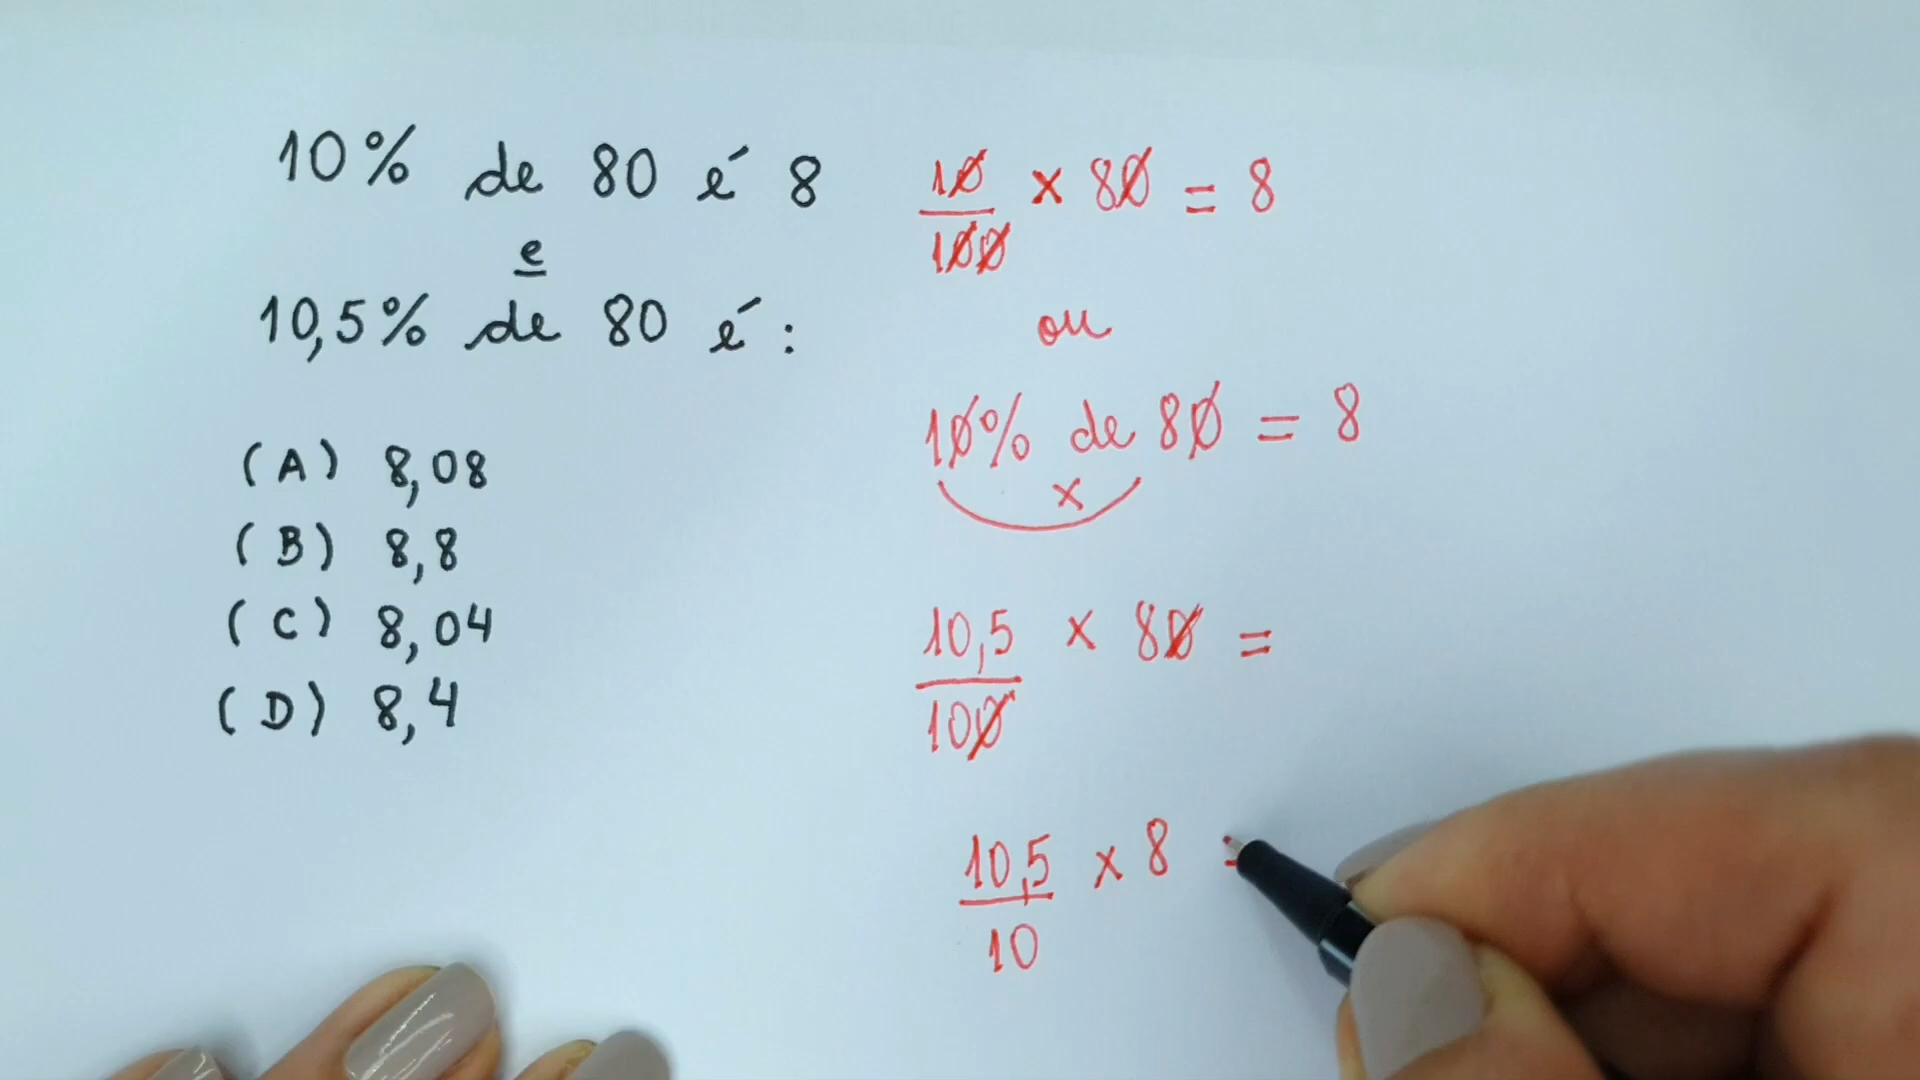 10% de 80 é 8
e
10,5% de 80 é:
(A) 8,08
(B) 8,8
(C) 8,04
(D) 8,4
10/100 × 80 = 8
ou
10% de 80 = 8
×
10,5/100 × 80 =
10,5/10 × 8 =